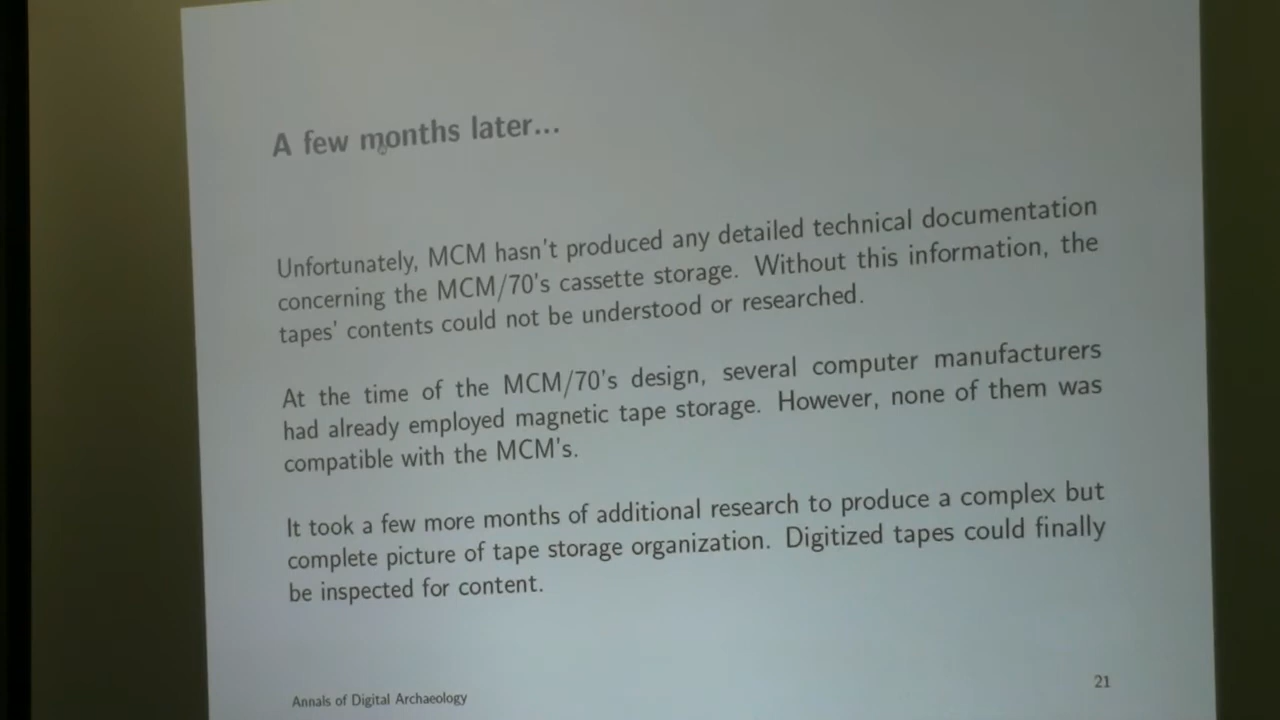 A few months later...
Unfortunately, MCM hasn't produced any detailed technical documentation
concerning the MCM/70's cassette storage. Without this information, the
tapes' contents could not be understood or researched.
At the time of the MCM/70's design, several computer manufacturers
had already employed magnetic tape storage. However, none of them was
compatible with the MCM's.
It took a few more months of additional research to produce a complex but
complete picture of tape storage organization. Digitized tapes could finally
be inspected for content.
Annals of Digital Archaeology
21